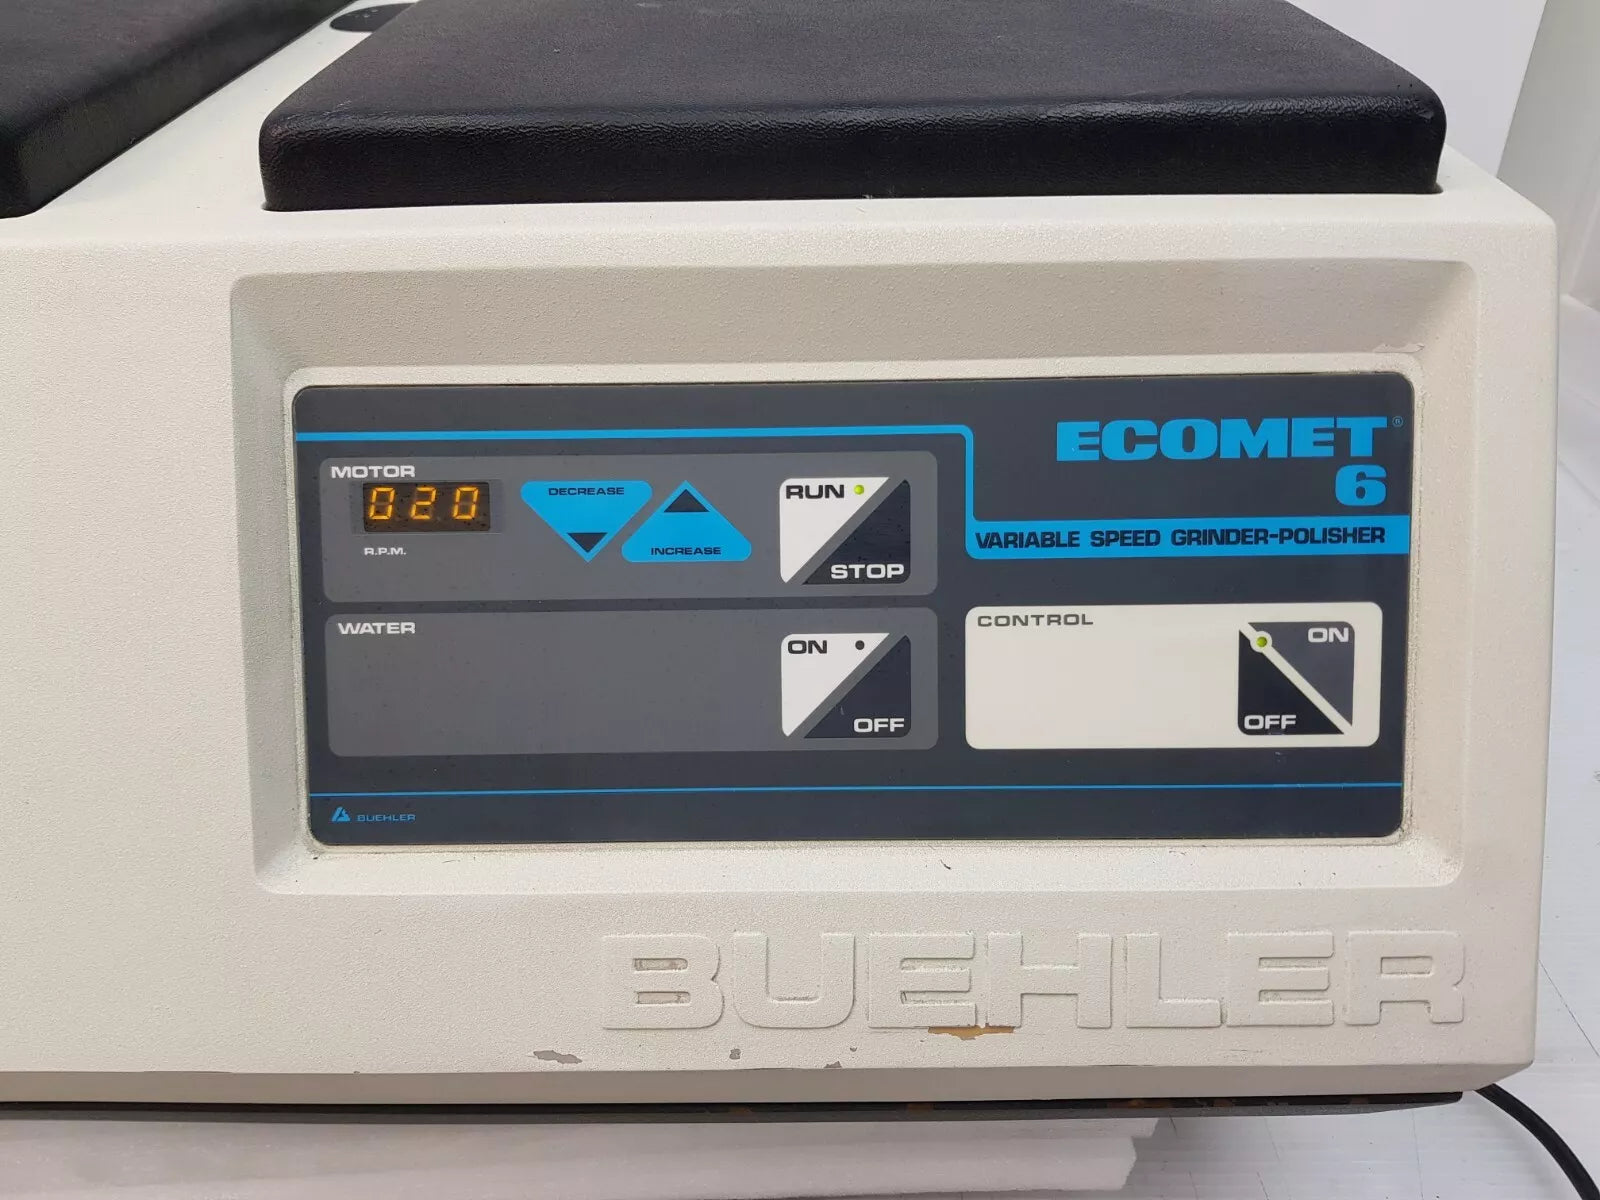 ECOMET®
6
VARIABLE SPEED GRINDER-POLISHER
MOTOR
020
R.P.M.
DECREASE
INCREASE
RUN
STOP
WATER
ON
OFF
CONTROL
ON
OFF
BUEHLER
BUEHLER